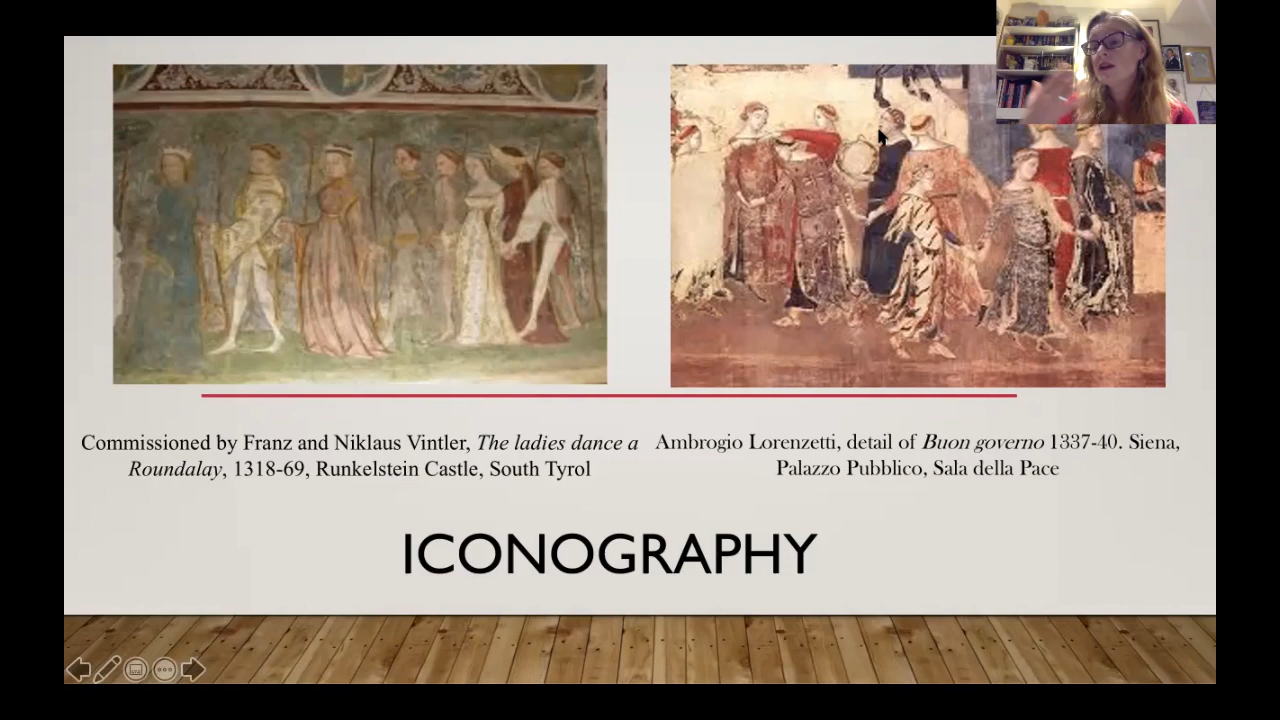 Commissioned by Franz and Niklaus Vintler, The ladies dance a
Roundalay, 1318-69, Runkelstein Castle, South Tyrol
Ambrogio Lorenzetti, detail of Buon governo 1337-40. Siena,
Palazzo Pubblico, Sala della Pace
ICONOGRAPHY